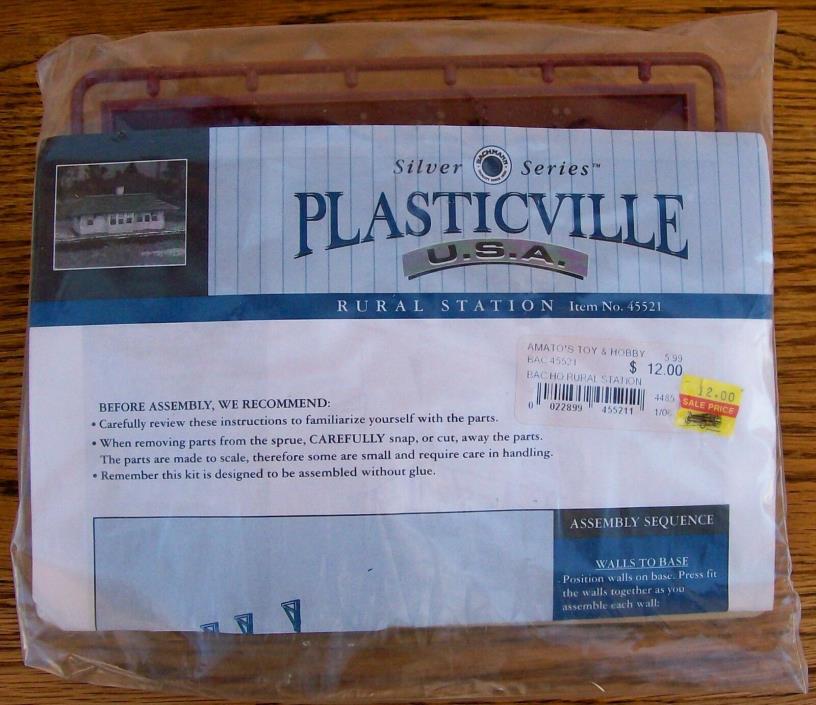 Silver BACHMANN Series™
PLASTICVILLE
U.S.A.
RURAL STATION Item No. 45521
AMATO'S TOY & HOBBY 5.99
BAC 45521 $ 12.00
BAC HO RURAL STATION
0 022899 455211
1/06
12.00
SALE PRICE
BEFORE ASSEMBLY, WE RECOMMEND:
• Carefully review these instructions to familiarize yourself with the parts.
• When removing parts from the sprue, CAREFULLY snap, or cut, away the parts.
The parts are made to scale, therefore some are small and require care in handling.
• Remember this kit is designed to be assembled without glue.
ASSEMBLY SEQUENCE
WALLS TO BASE
Position walls on base. Press fit
the walls together as you
assemble each wall: